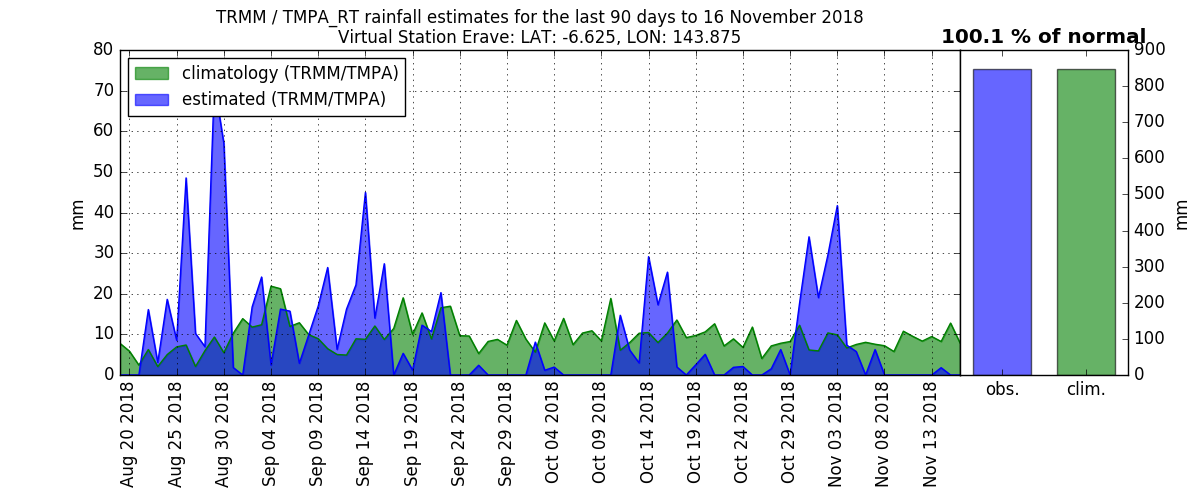 TRMM / TMPA_RT rainfall estimates for the last 90 days to 16 November 2018
Virtual Station Erave: LAT: -6.625, LON: 143.875
100.1 % of normal
climatology (TRMM/TMPA)
estimated (TRMM/TMPA)
80
70
60
50
40
30
20
10
0
mm
Aug 20 2018
Aug 25 2018
Aug 30 2018
Sep 04 2018
Sep 09 2018
Sep 14 2018
Sep 19 2018
Sep 24 2018
Sep 29 2018
Oct 04 2018
Oct 09 2018
Oct 14 2018
Oct 19 2018
Oct 24 2018
Oct 29 2018
Nov 03 2018
Nov 08 2018
Nov 13 2018
900
800
700
600
500
400
300
200
100
0
mm
obs.
clim.